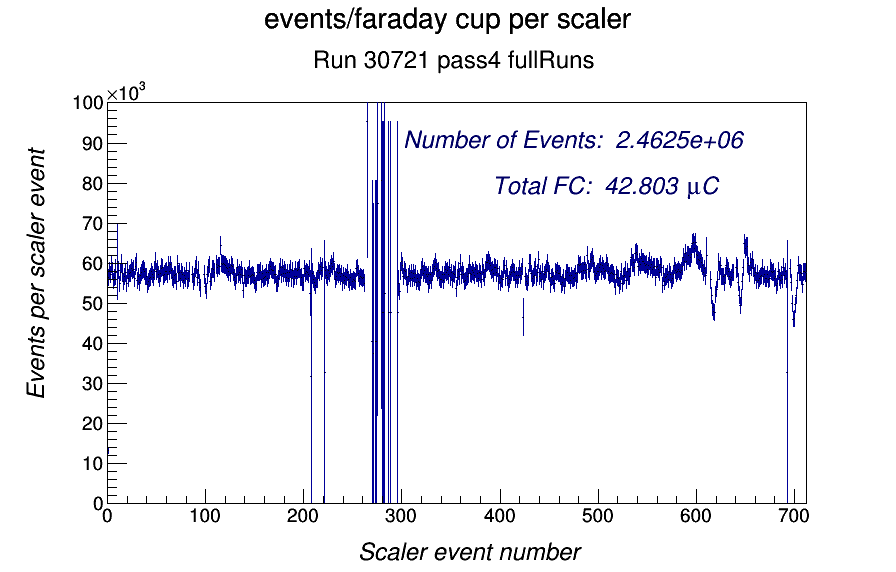 events/faraday cup per scaler
Run 30721 pass4 fullRuns
×10³
100
90
80
70
60
50
40
30
20
10
0
Events per scaler event
Number of Events: 2.4625e+06
Total FC: 42.803 μC
0 100 200 300 400 500 600 700
Scaler event number